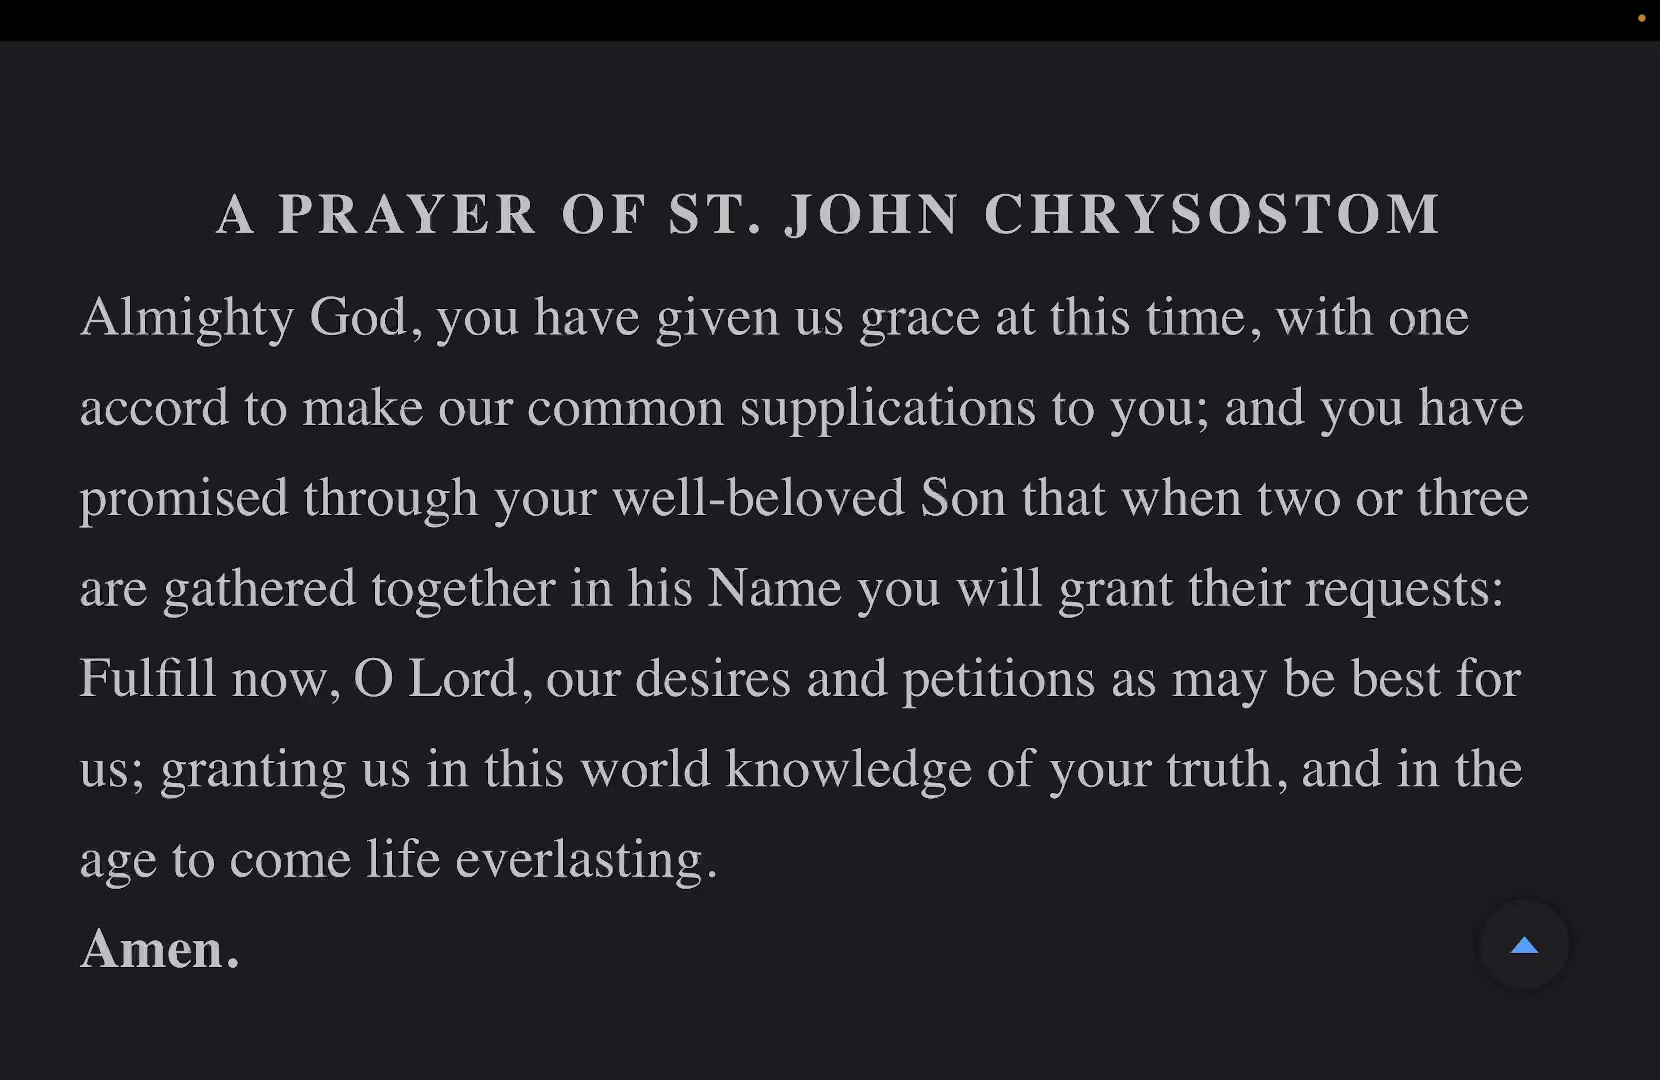 A PRAYER OF ST. JOHN CHRYSOSTOM
Almighty God, you have given us grace at this time, with one
accord to make our common supplications to you; and you have
promised through your well-beloved Son that when two or three
are gathered together in his Name you will grant their requests:
Fulfill now, O Lord, our desires and petitions as may be best for
us; granting us in this world knowledge of your truth, and in the
age to come life everlasting.
Amen.